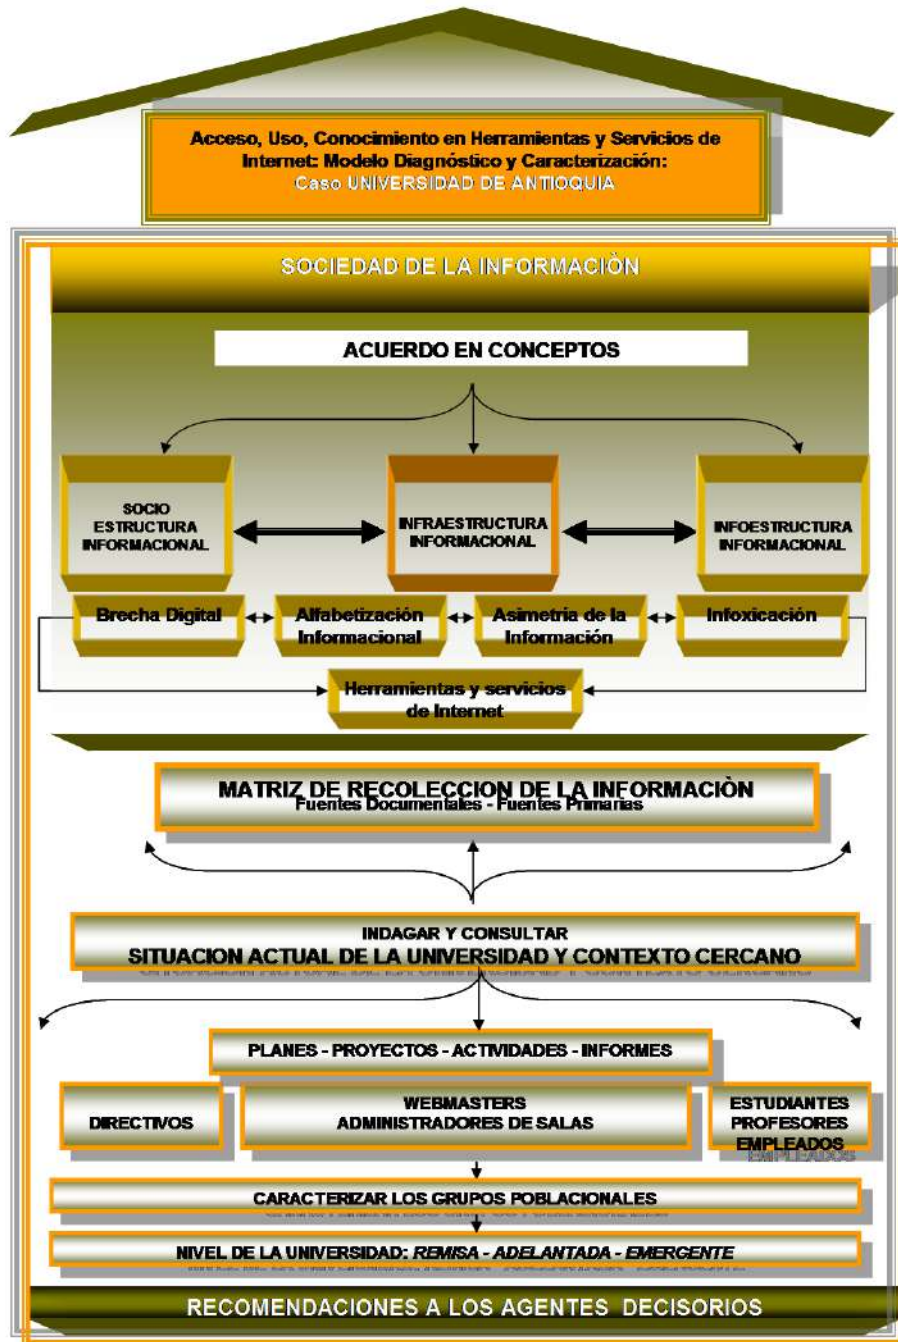 Acceso, Uso, Conocimiento en Herramientas y Servicios de
Internet: Modelo Diagnóstico y Caracterización:
Caso UNIVERSIDAD DE ANTIOQUIA
SOCIEDAD DE LA INFORMACIÒN
ACUERDO EN CONCEPTOS
SOCIO
ESTRUCTURA
INFORMACIONAL
INFRAESTRUCTURA
INFORMACIONAL
INFOESTRUCTURA
INFORMACIONAL
Brecha Digital
Alfabetización
Informacional
Asimetria de la
Información
Infoxicación
Herramientas y servicios
de Internet
MATRIZ DE RECOLECCION DE LA INFORMACIÒN
Fuentes Documentales - Fuentes Primarias
INDAGAR Y CONSULTAR
SITUACION ACTUAL DE LA UNIVERSIDAD Y CONTEXTO CERCANO
PLANES - PROYECTOS - ACTIVIDADES - INFORMES
DIRECTIVOS
WEBMASTERS
ADMINISTRADORES DE SALAS
ESTUDIANTES
PROFESORES
EMPLEADOS
CARACTERIZAR LOS GRUPOS POBLACIONALES
NIVEL DE LA UNIVERSIDAD: REMISA - ADELANTADA - EMERGENTE
RECOMENDACIONES A LOS AGENTES DECISORIOS